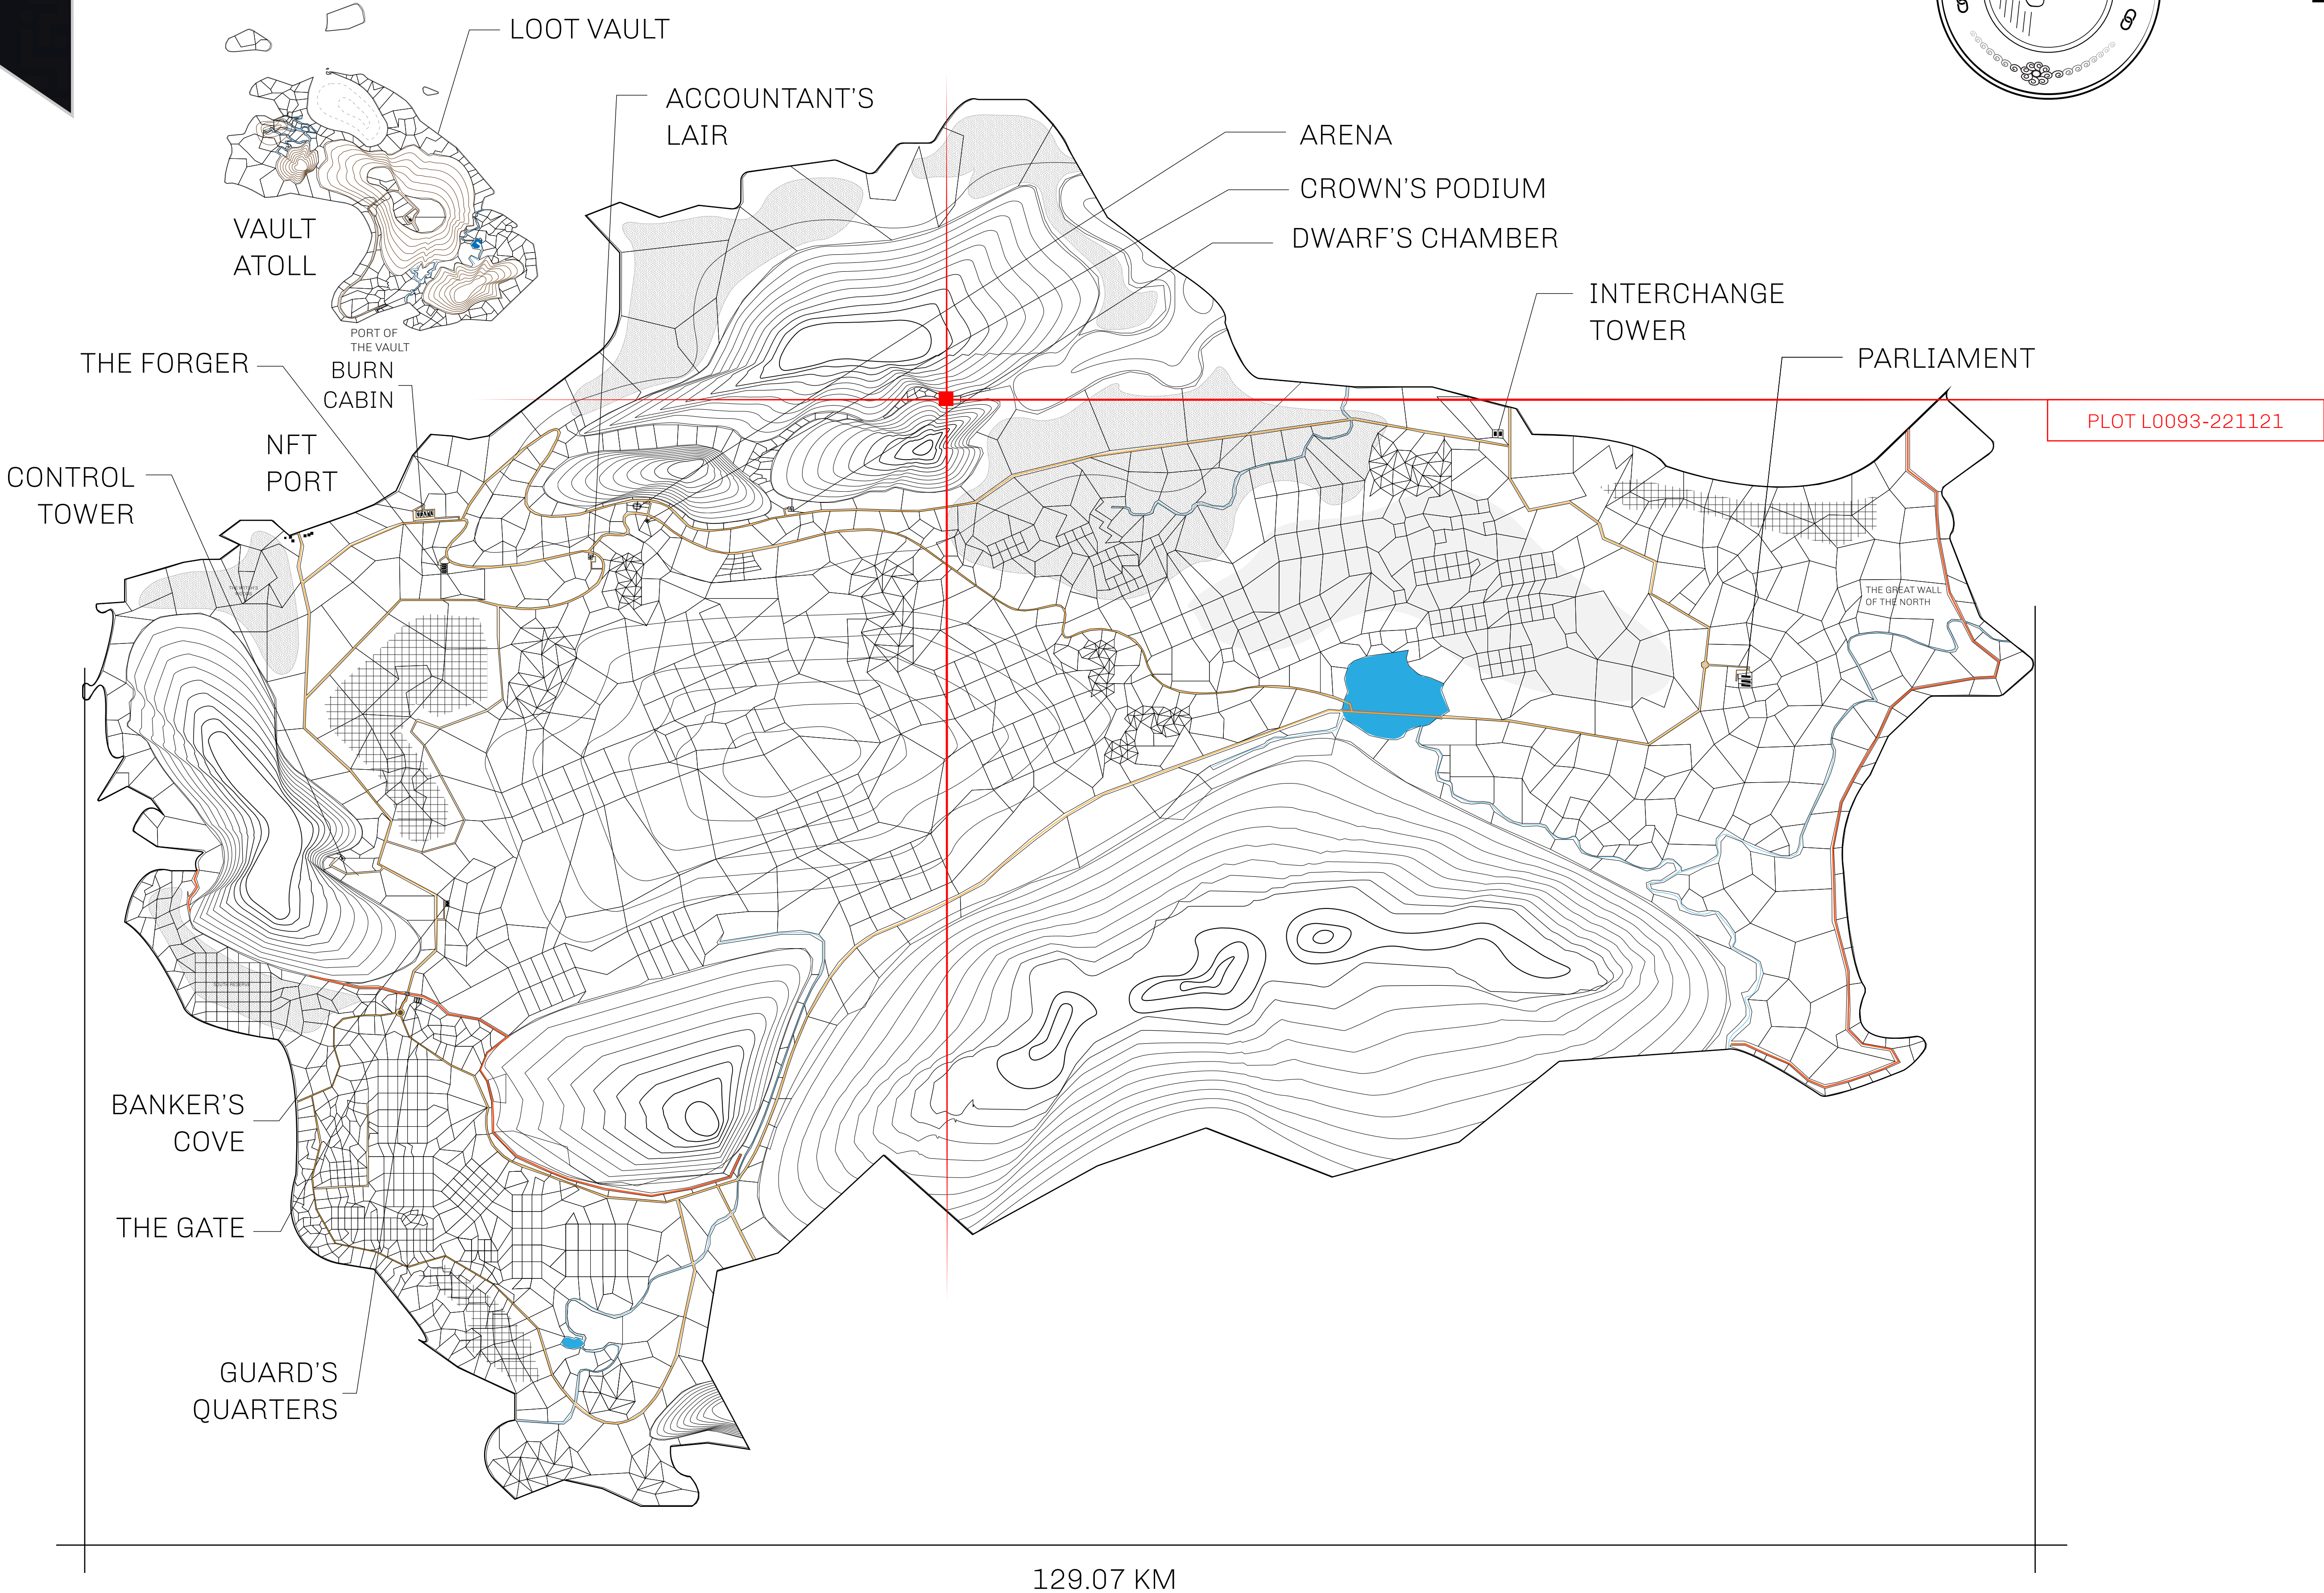 LOOT VAULT
ACCOUNTANT'S
LAIR
ARENA
CROWN'S PODIUM
DWARF'S CHAMBER
VAULT
ATOLL
INTERCHANGE
TOWER
PORT OF
THE VAULT
THE FORGER
BURN
CABIN
PARLIAMENT
PLOT L0093-221121
NFT
PORT
CONTROL
TOWER
THE GREAT WALL
OF THE NORTH
SOUTH RESERVE
BANKER'S
COVE
THE GATE
GUARD'S
QUARTERS
129.07 KM